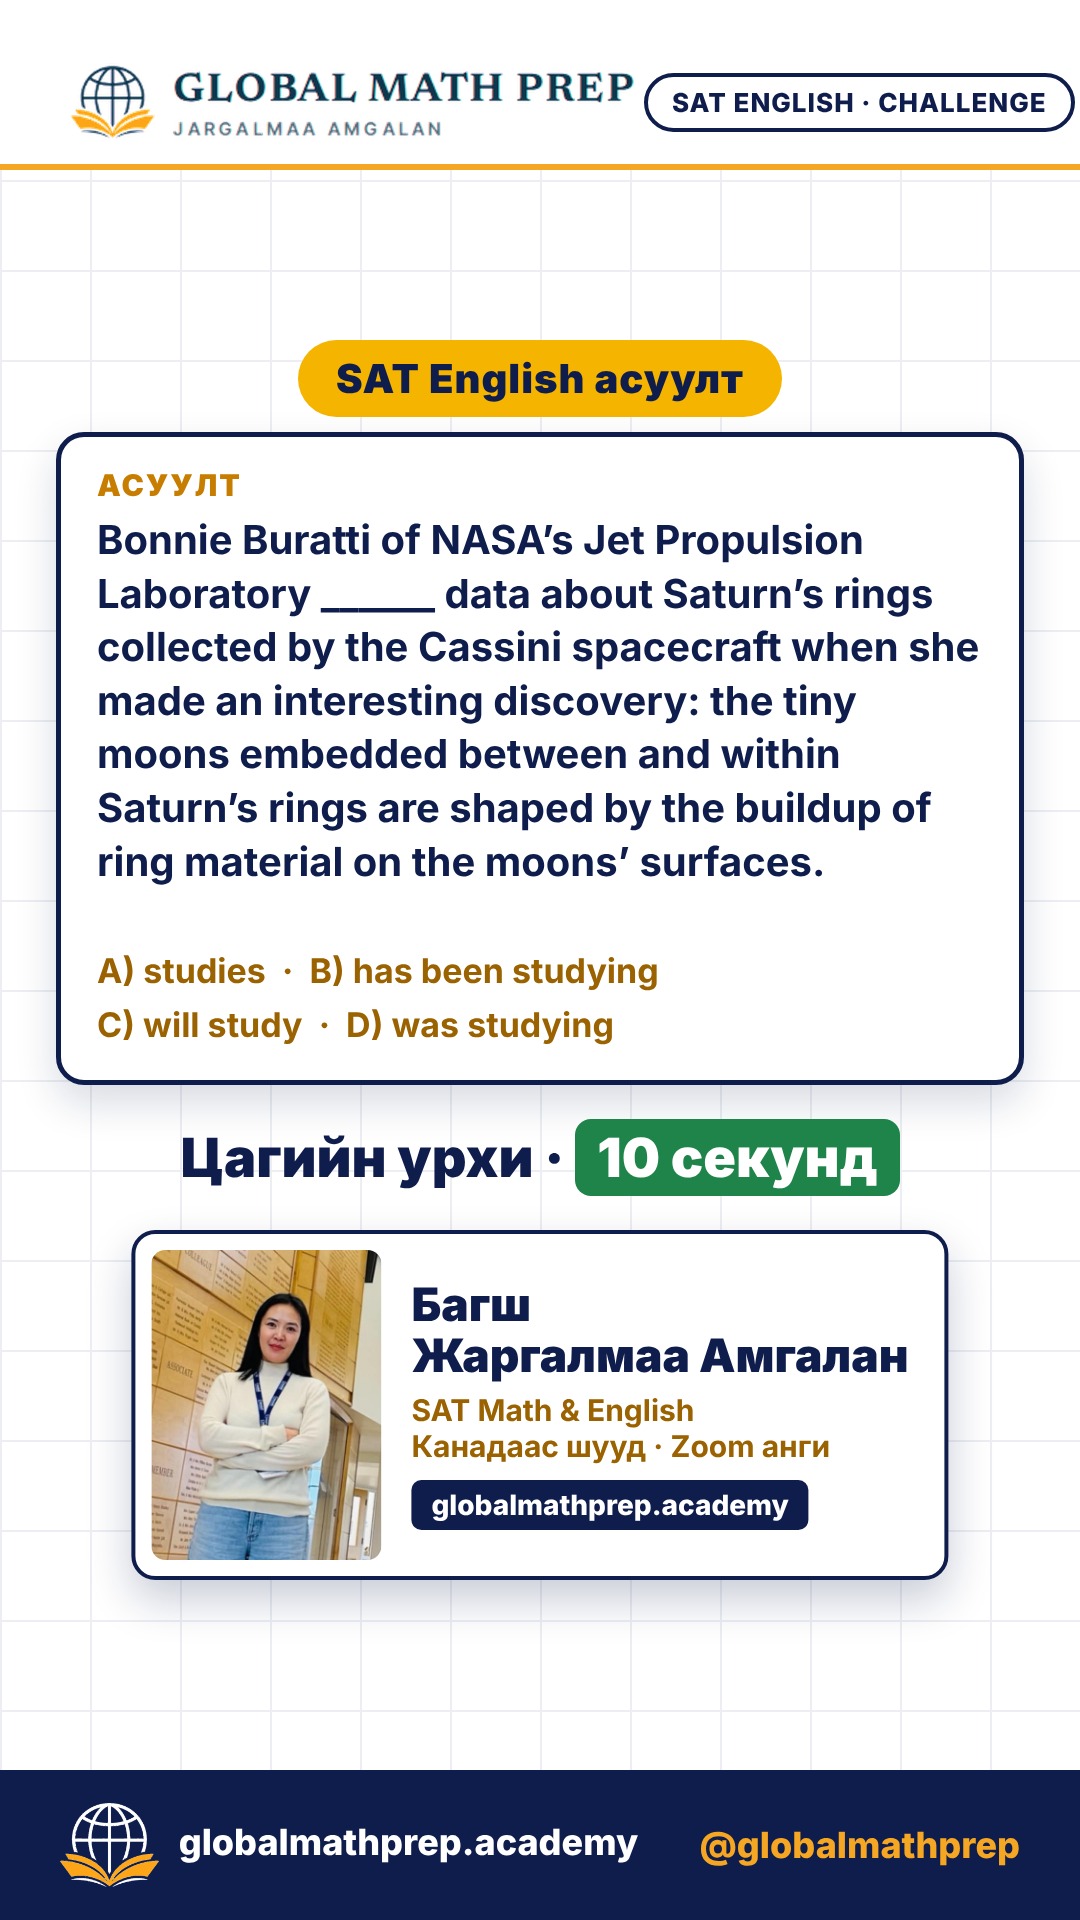 GLOBAL MATH PREP
JARGALMAA AMGALAN
SAT ENGLISH · CHALLENGE
SAT English асуулт
АСУУЛТ
Bonnie Buratti of NASA’s Jet Propulsion
Laboratory ______ data about Saturn’s rings
collected by the Cassini spacecraft when she
made an interesting discovery: the tiny
moons embedded between and within
Saturn’s rings are shaped by the buildup of
ring material on the moons’ surfaces.
A) studies · B) has been studying
C) will study · D) was studying
Цагийн урхи · 10 секунд
ASSOCIATE
Багш
Жаргалмаа Амгалан
SAT Math & English
Канадаас шууд · Zoom анги
globalmathprep.academy
globalmathprep.academy
@globalmathprep